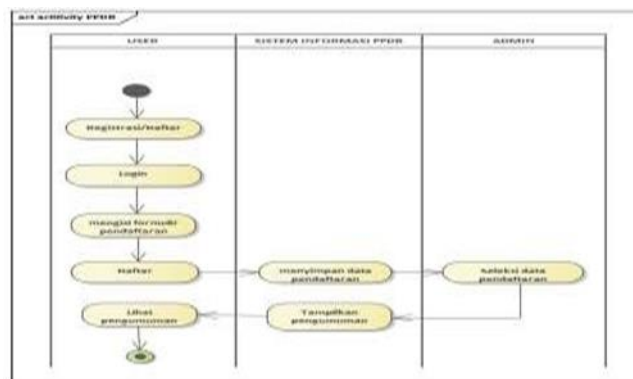 act activity PPDB
USER
SISTEM INFORMASI PPDB
ADMIN
Registrasi/Daftar
Login
mengisi formulir
pendaftaran
Daftar
menyimpan data
pendaftaran
Seleksi data
pendaftaran
Lihat
pengumuman
Tampilkan
pengumuman